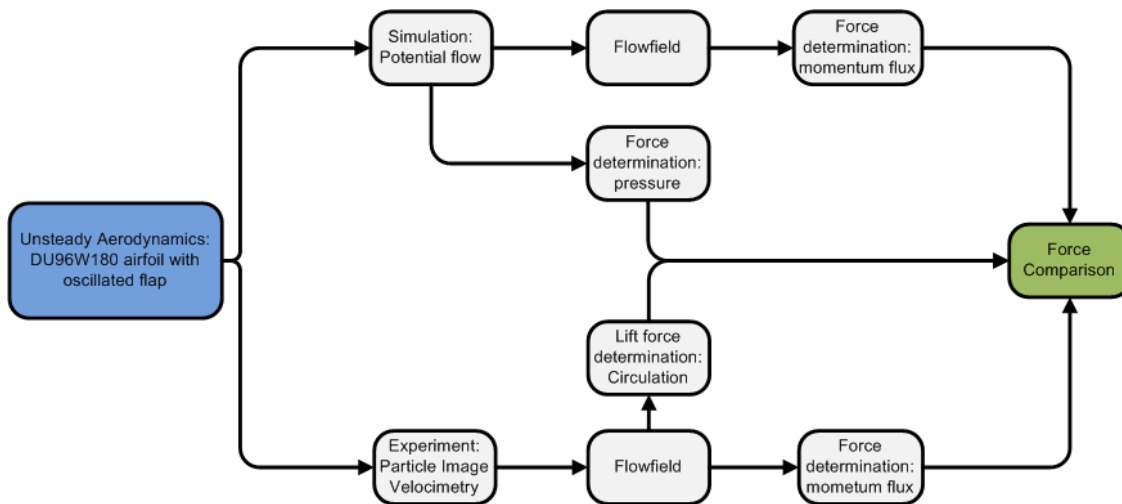 Simulation:
Potential flow
Flowfield
Force
determination:
momentum flux
Force
determination:
pressure
Unsteady Aerodynamics:
DU96W180 airfoil with
oscillated flap
Force
Comparison
Lift force
determination:
Circulation
Experiment:
Particle Image
Velocimetry
Flowfield
Force
determination:
mometum flux